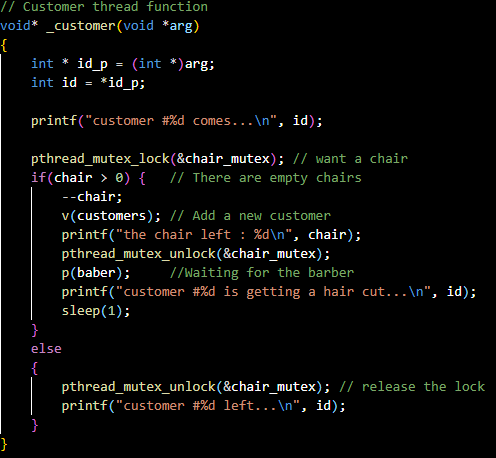 // Customer thread function
void* _customer(void *arg)
{
    int * id_p = (int *)arg;
    int id = *id_p;

    printf("customer #%d comes...\n", id);

    pthread_mutex_lock(&chair_mutex); // want a chair
    if(chair > 0) {   // There are empty chairs
        --chair;
        v(customers); // Add a new customer
        printf("the chair left : %d\n", chair);
        pthread_mutex_unlock(&chair_mutex);
        p(baber);     //Waiting for the barber
        printf("customer #%d is getting a hair cut...\n", id);
        sleep(1);
    }
    else
    {
        pthread_mutex_unlock(&chair_mutex); // release the lock
        printf("customer #%d left...\n", id);
    }
}